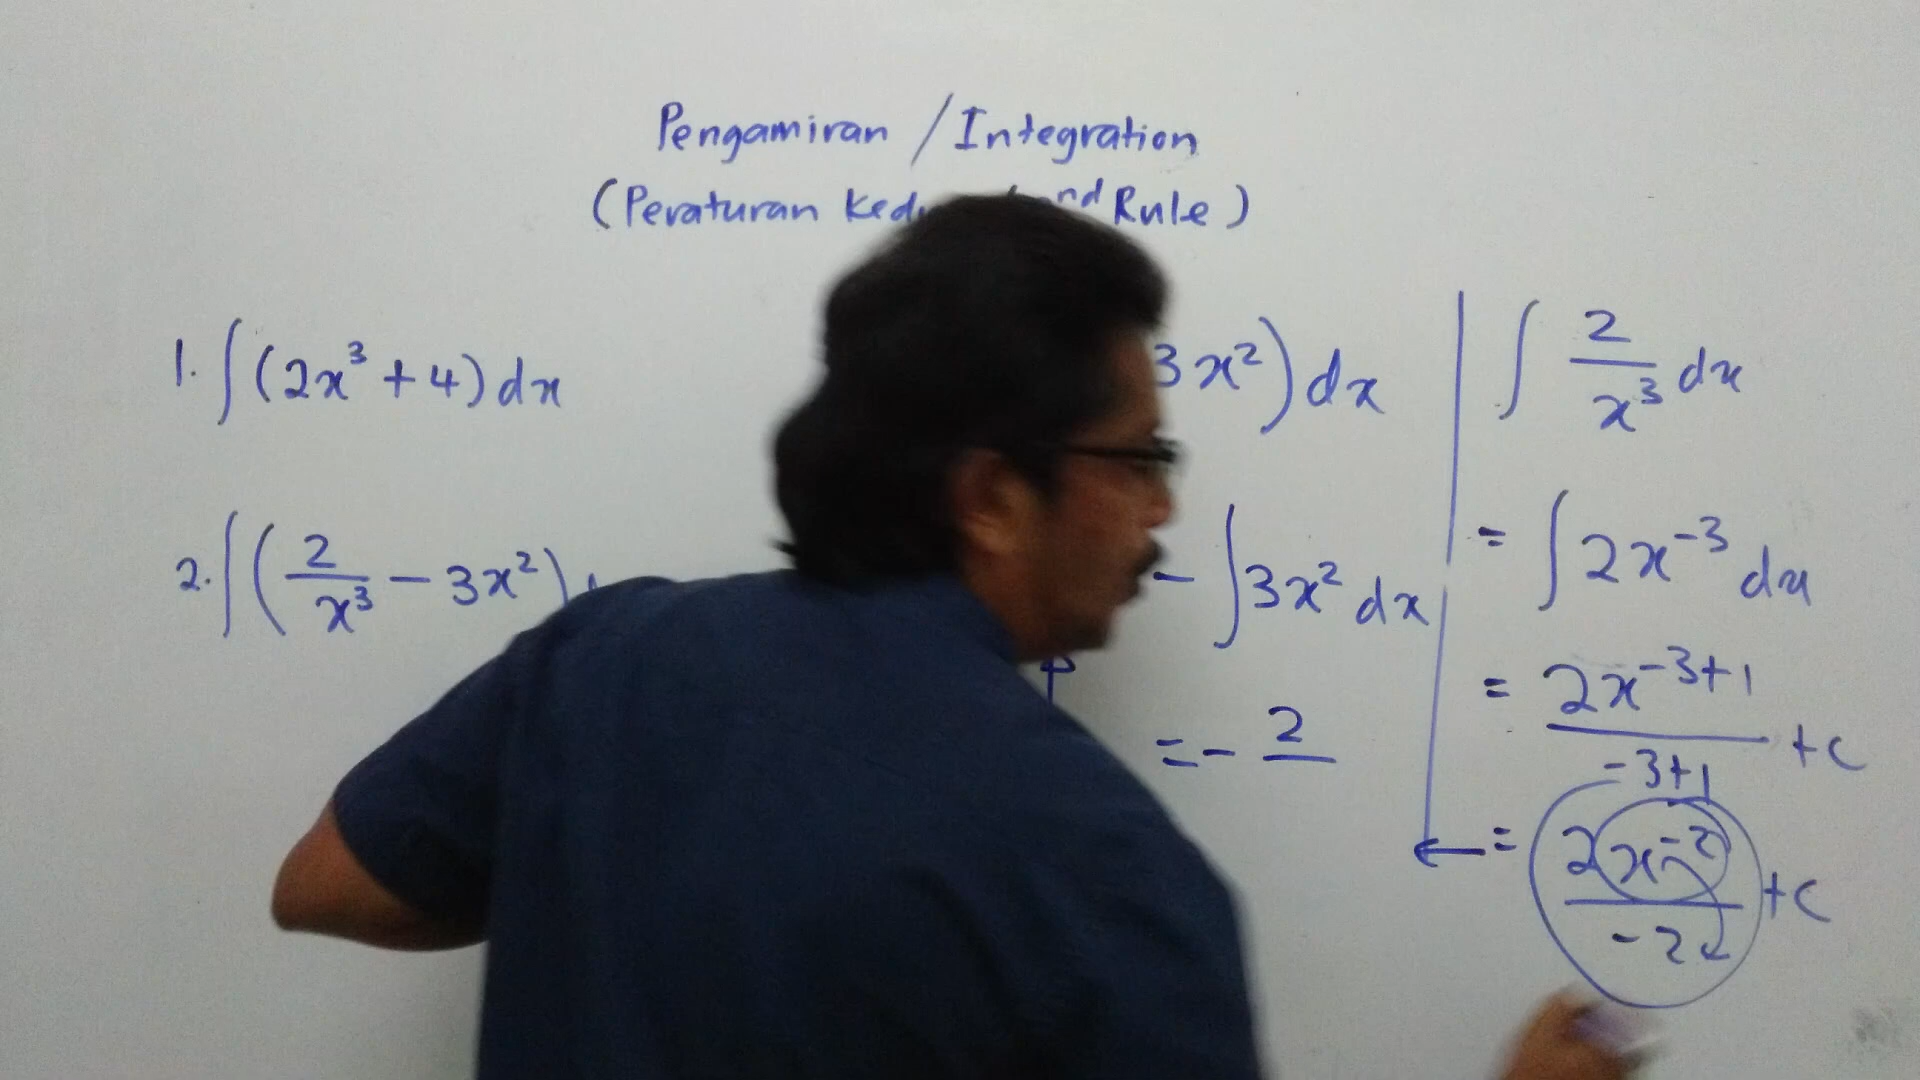 Pengamiran / Integration
(Peraturan nd Rule)
1. ∫(2x³ + 4) dx
2. ∫(2/x³ - 3x²)
3x²) dx
- ∫3x² dx
= - 2
∫ 2/x³ dx
= ∫2x⁻³ dx
= 2x⁻³⁺¹/-3+1 + c
= 2x⁻²/-2 + c